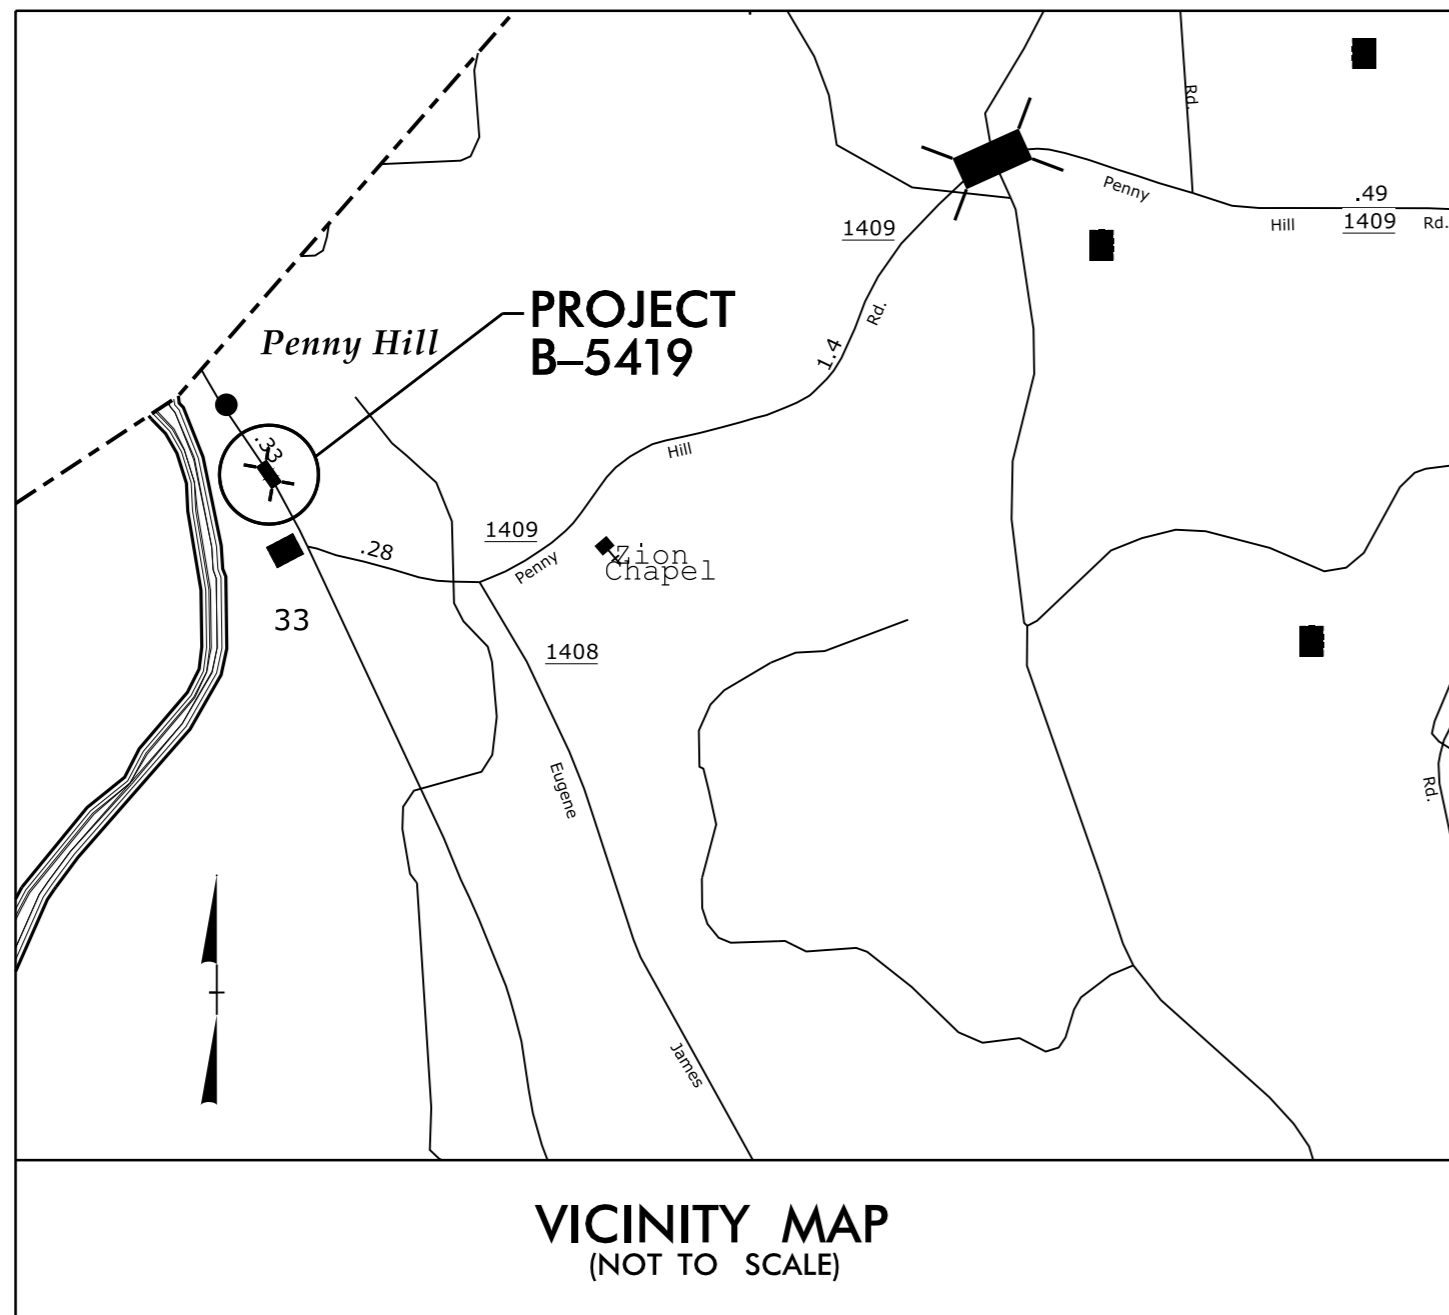 Rd.
Penny
.49
1409
Hill
1409
Rd.
PROJECT
B–5419
Penny Hill
Rd.
1.4
.33
Hill
1409
.28
Penny
Zion
Chapel
33
1408
Eugene
Rd.
James
VICINITY MAP
(NOT TO SCALE)